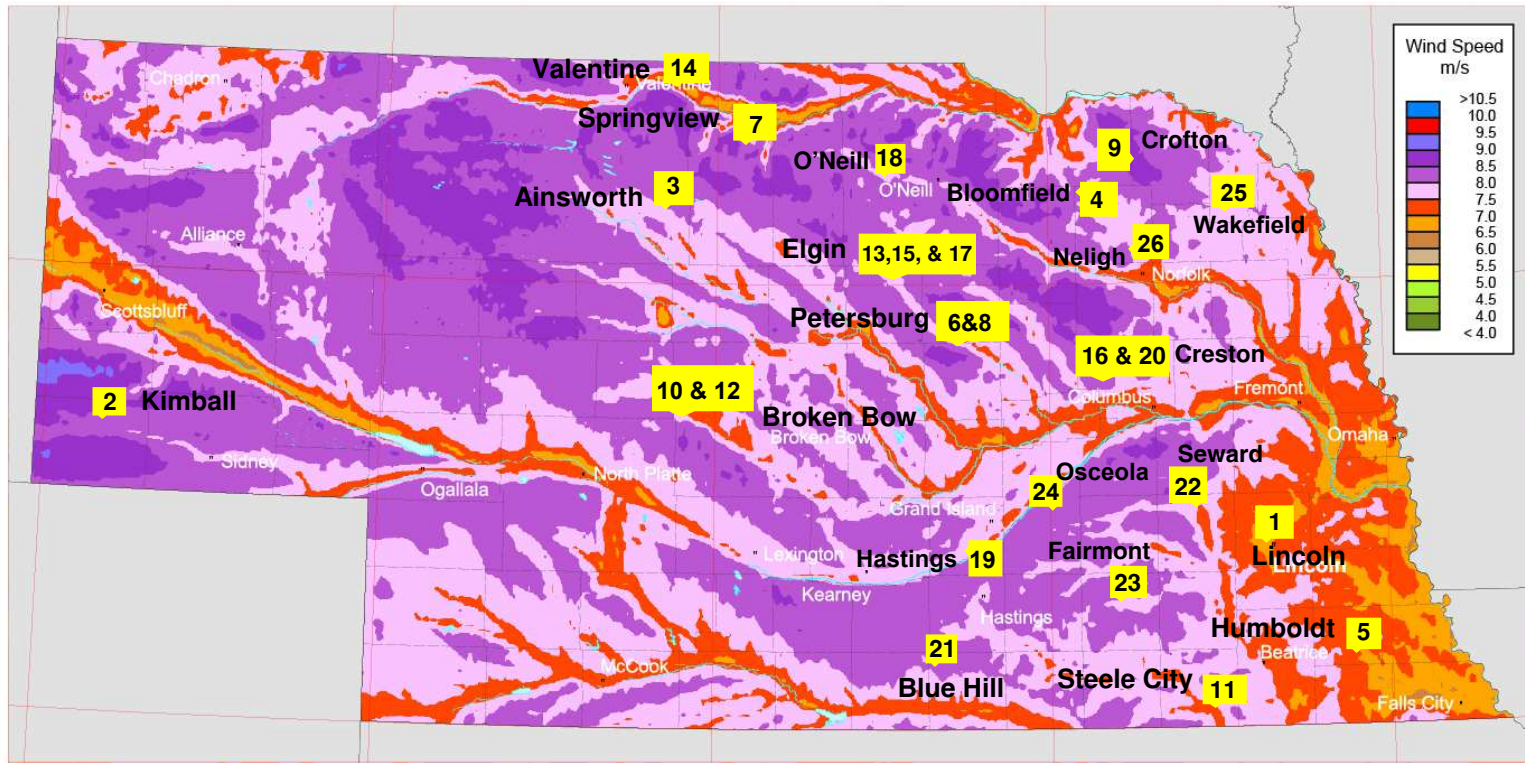 Wind Speed
m/s
>10.5
10.0
9.5
9.0
8.5
8.0
7.5
7.0
6.5
6.0
5.5
5.0
4.5
4.0
< 4.0
Chadron
Valentine 14
Valentine
Springview 7
O'Neill 18
O'Neill
9 Crofton
Bloomfield 4
25
Wakefield
Ainsworth 3
Alliance
Elgin 13,15, & 17
Neligh 26
Norfolk
Scottsbluff
Petersburg 6&8
16 & 20 Creston
2 Kimball
10 & 12
Broken Bow
Broken Bow
Columbus
Fremont
Omaha
Sidney
Ogallala
North Platte
Osceola
24
Seward
22
Grand Island
1
Lincoln
Lincoln
Lexington
Hastings 19
Fairmont
23
Kearney
Hastings
Humboldt 5
Beatrice
McCook
21
Blue Hill
Steele City 11
Falls City